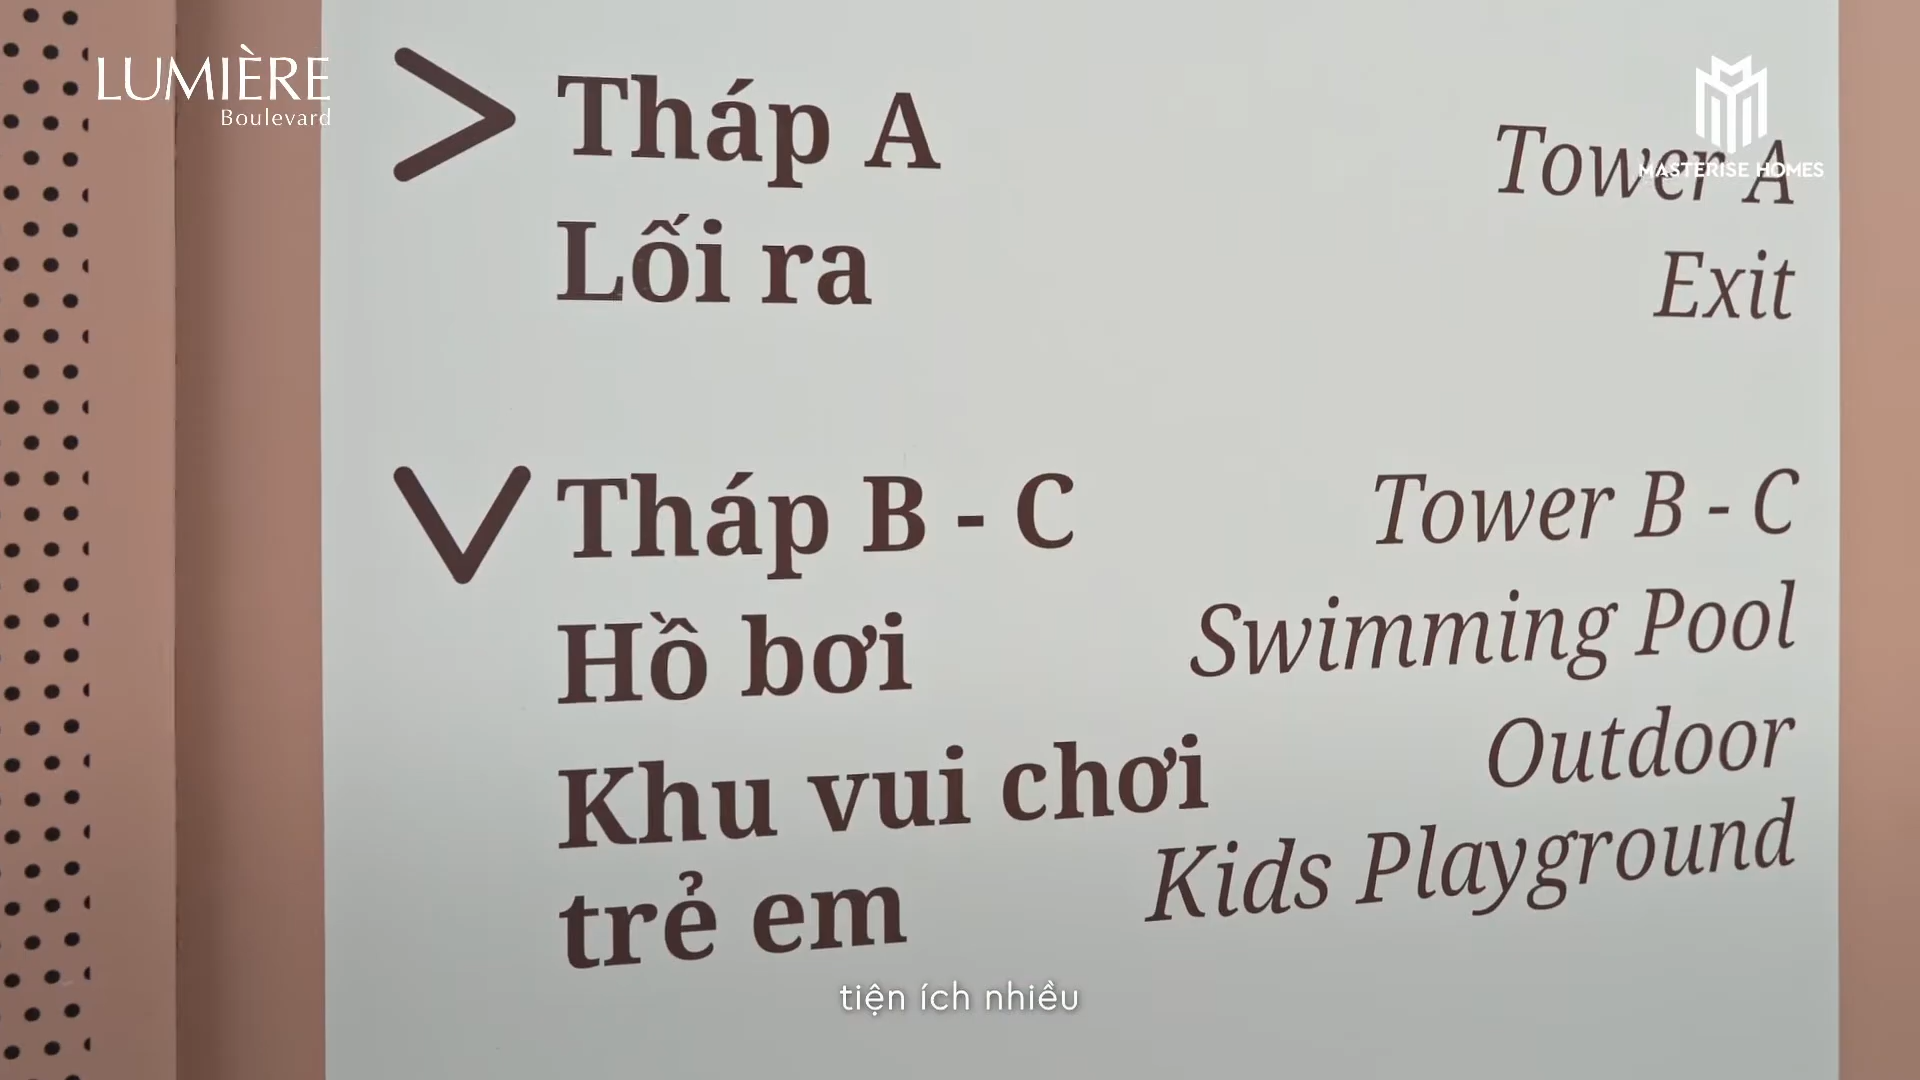 LUMIÈRE
Boulevard
MASTERISE HOMES
Tháp A
Tower A
Lối ra
Exit
Tháp B - C
Tower B - C
Hồ bơi
Swimming Pool
Khu vui chơi
trẻ em
Outdoor
Kids Playground
tiện ích nhiều